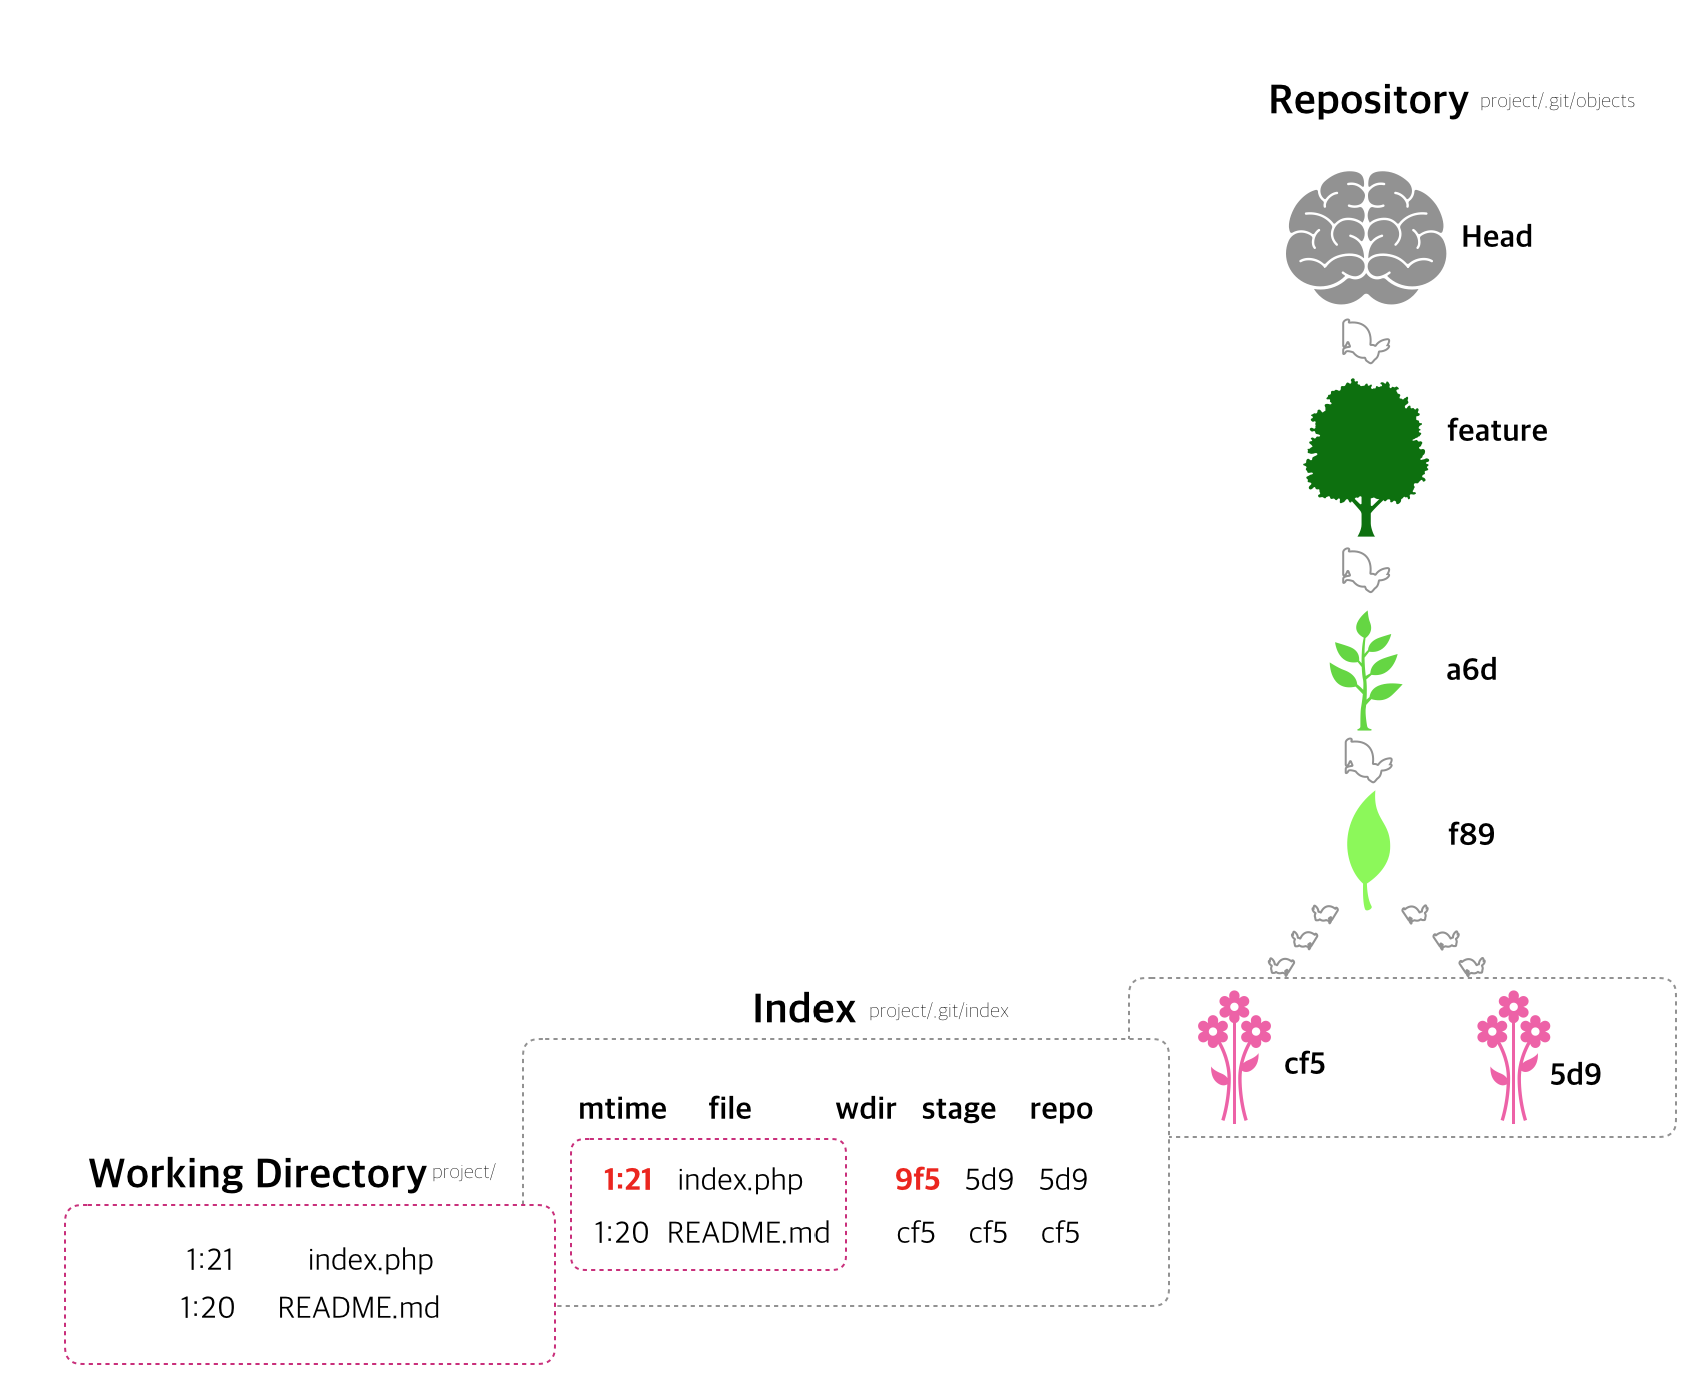 Repository project/.git/objects
Head
feature
a6d
f89
cf5
5d9
Index project/.git/index
mtime file wdir stage repo
1:21 index.php 9f5 5d9 5d9
1:20 README.md cf5 cf5 cf5
Working Directory project/
1:21 index.php
1:20 README.md